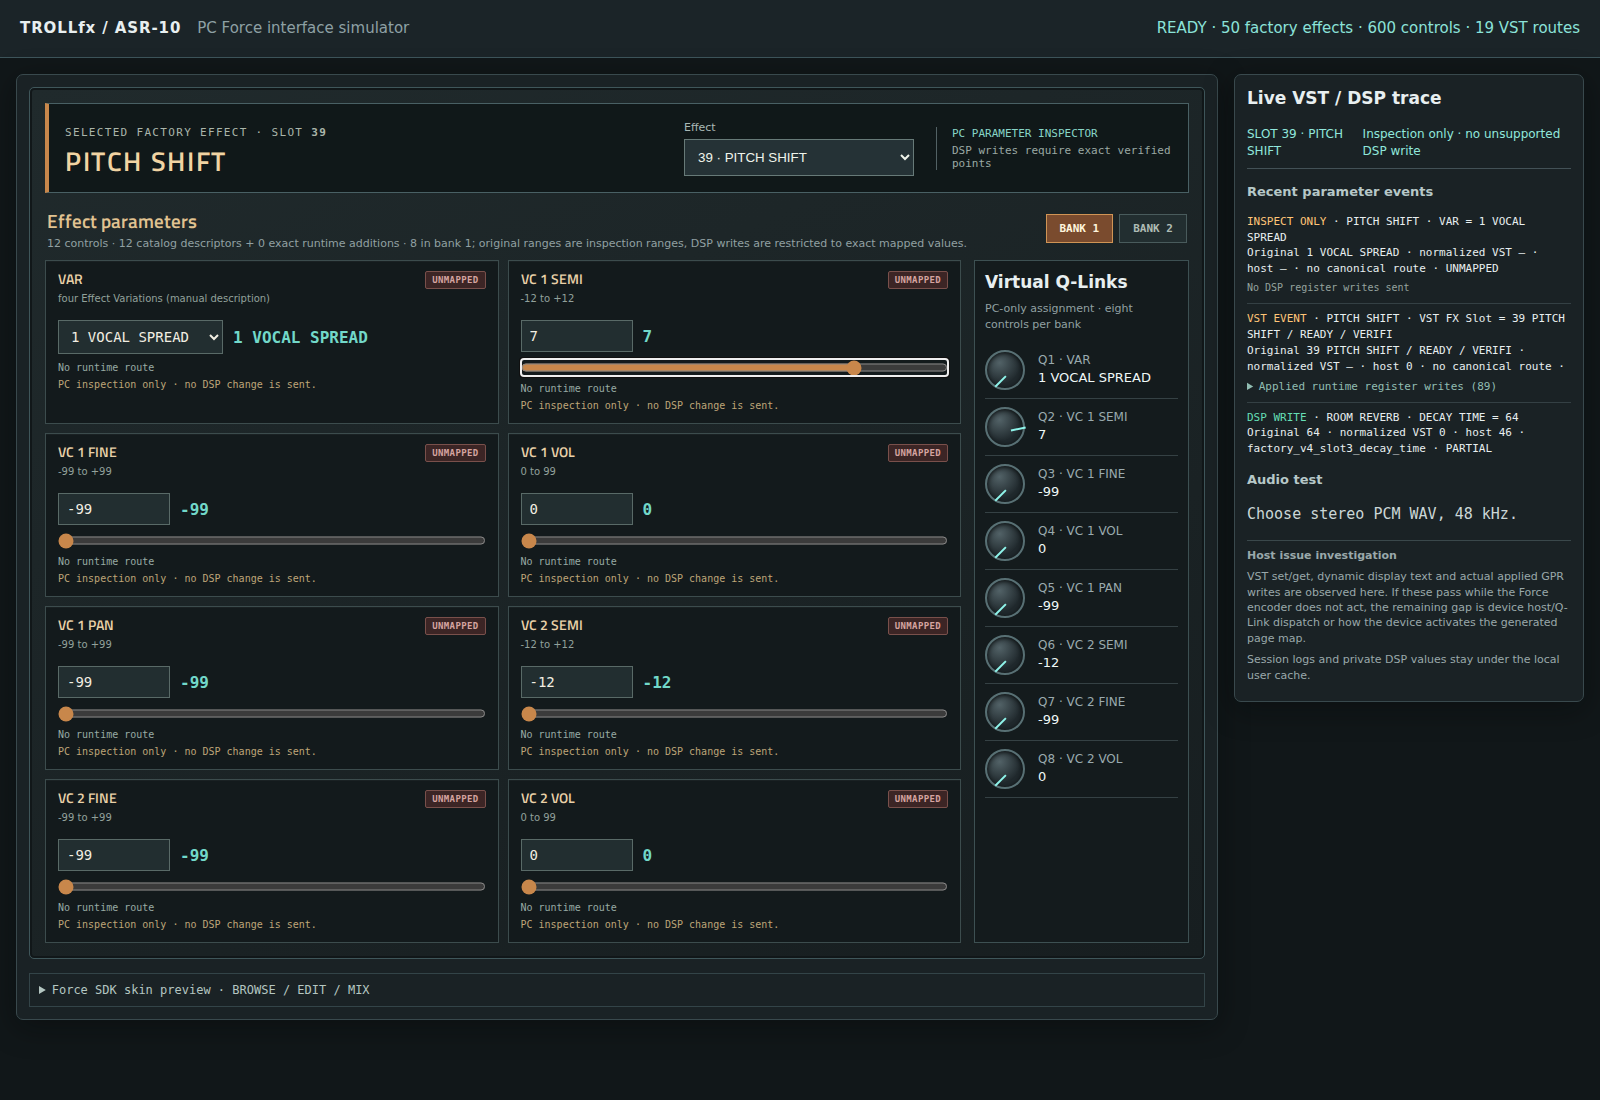 TROLLfx / ASR-10 PC Force interface simulator
READY · 50 factory effects · 600 controls · 19 VST routes
SELECTED FACTORY EFFECT · SLOT 39
PITCH SHIFT
Effect
39 · PITCH SHIFT
PC PARAMETER INSPECTOR
DSP writes require exact verified
points
Effect parameters
12 controls · 12 catalog descriptors + 0 exact runtime additions · 8 in bank 1; original ranges are inspection ranges, DSP writes are restricted to exact mapped values.
BANK 1
BANK 2
VAR
UNMAPPED
four Effect Variations (manual description)
1 VOCAL SPREAD
1 VOCAL SPREAD
No runtime route
PC inspection only · no DSP change is sent.
VC 1 SEMI
UNMAPPED
-12 to +12
7
7
No runtime route
PC inspection only · no DSP change is sent.
VC 1 FINE
UNMAPPED
-99 to +99
-99
-99
No runtime route
PC inspection only · no DSP change is sent.
VC 1 VOL
UNMAPPED
0 to 99
0
0
No runtime route
PC inspection only · no DSP change is sent.
VC 1 PAN
UNMAPPED
-99 to +99
-99
-99
No runtime route
PC inspection only · no DSP change is sent.
VC 2 SEMI
UNMAPPED
-12 to +12
-12
-12
No runtime route
PC inspection only · no DSP change is sent.
VC 2 FINE
UNMAPPED
-99 to +99
-99
-99
No runtime route
PC inspection only · no DSP change is sent.
VC 2 VOL
UNMAPPED
0 to 99
0
0
No runtime route
PC inspection only · no DSP change is sent.
Virtual Q-Links
PC-only assignment · eight
controls per bank
Q1 · VAR
1 VOCAL SPREAD
Q2 · VC 1 SEMI
7
Q3 · VC 1 FINE
-99
Q4 · VC 1 VOL
0
Q5 · VC 1 PAN
-99
Q6 · VC 2 SEMI
-12
Q7 · VC 2 FINE
-99
Q8 · VC 2 VOL
0
Force SDK skin preview · BROWSE / EDIT / MIX
Live VST / DSP trace
SLOT 39 · PITCH
SHIFT
Inspection only · no unsupported
DSP write
Recent parameter events
INSPECT ONLY · PITCH SHIFT · VAR = 1 VOCAL
SPREAD
Original 1 VOCAL SPREAD · normalized VST — ·
host — · no canonical route · UNMAPPED
No DSP register writes sent
VST EVENT · PITCH SHIFT · VST FX Slot = 39 PITCH
SHIFT / READY / VERIFI
Original 39 PITCH SHIFT / READY / VERIFI ·
normalized VST — · host 0 · no canonical route ·
Applied runtime register writes (89)
DSP WRITE · ROOM REVERB · DECAY TIME = 64
Original 64 · normalized VST 0 · host 46 ·
factory_v4_slot3_decay_time · PARTIAL
Audio test
Choose stereo PCM WAV, 48 kHz.
Host issue investigation
VST set/get, dynamic display text and actual applied GPR
writes are observed here. If these pass while the Force
encoder does not act, the remaining gap is device host/Q-
Link dispatch or how the device activates the generated
page map.
Session logs and private DSP values stay under the local
user cache.